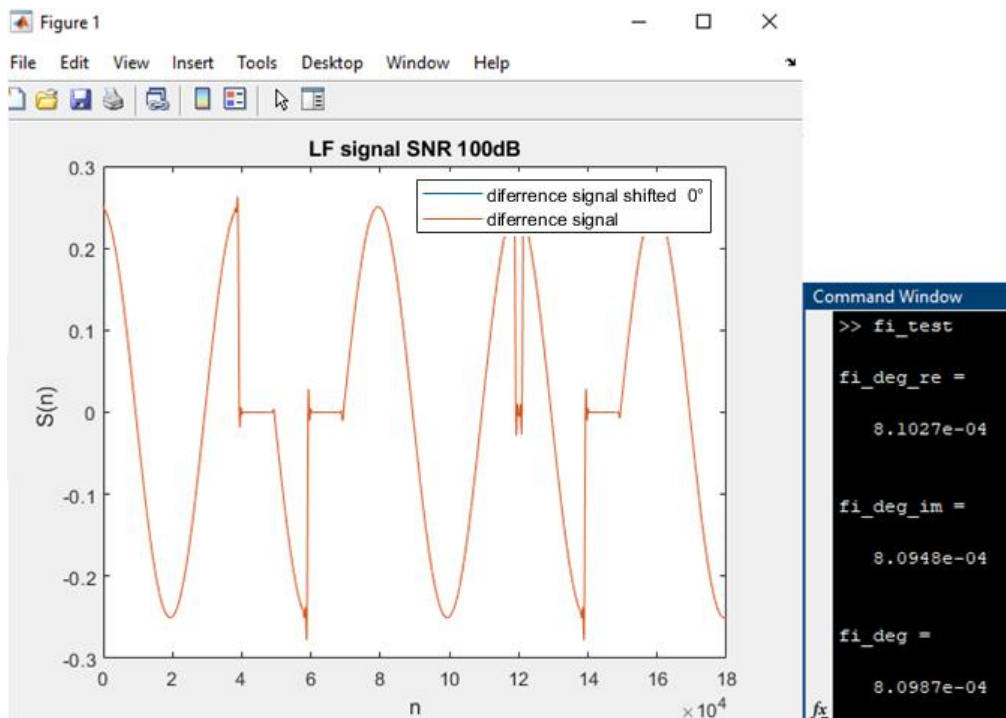 Figure 1
File Edit View Insert Tools Desktop Window Help
LF signal SNR 100dB
0.3
0.2
0.1
0
-0.1
-0.2
-0.3
S(n)
diferrence signal shifted 0°
diferrence signal
0 2 4 6 8 10 12 14 16 18
n
×10⁴
Command Window
>> fi_test
fi_deg_re =
8.1027e-04
fi_deg_im =
8.0948e-04
fi_deg =
8.0987e-04
fx